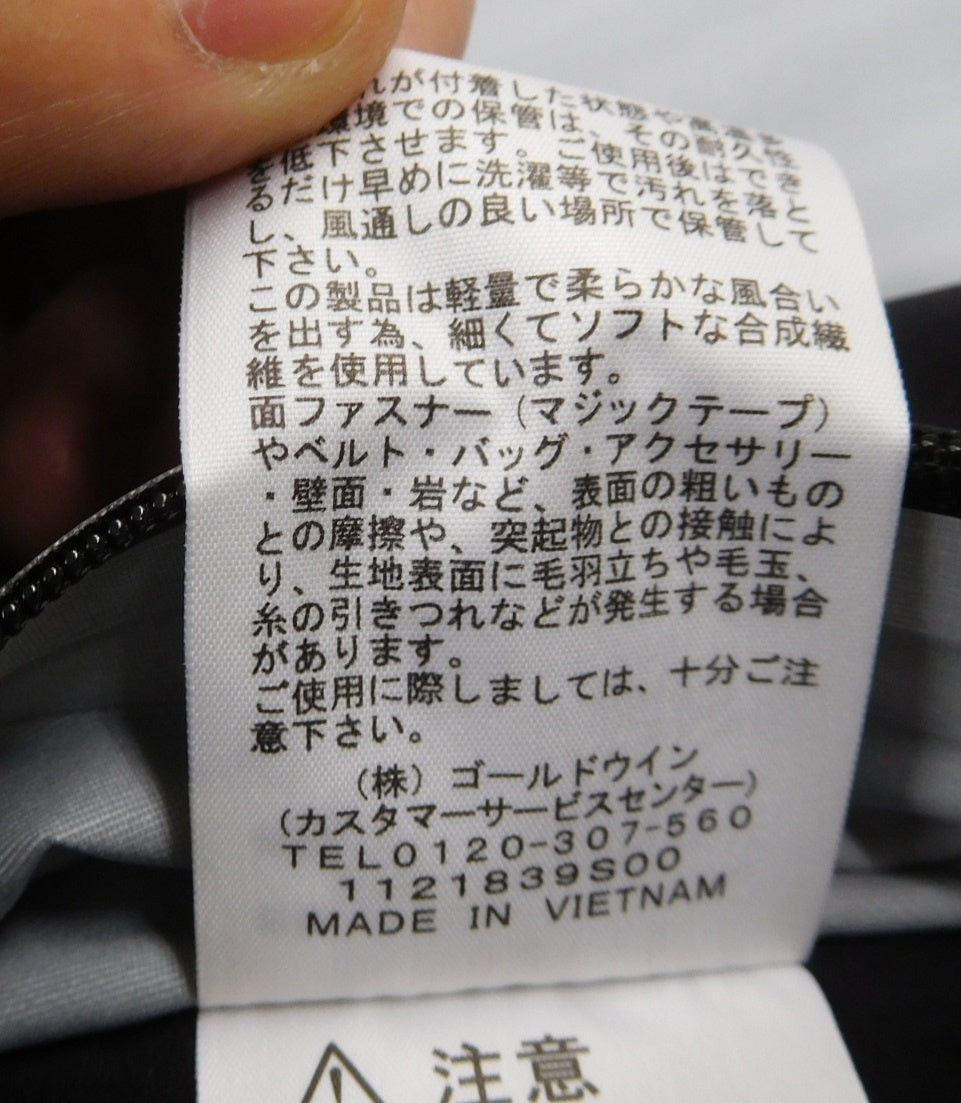 れが付着した状態や高温多
環境での保管は、その耐久性
を低下させます。ご使用後はでき
るだけ早めに洗濯等で汚れを落と
し、風通しの良い場所で保管して
下さい。
この製品は軽量で柔らかな風合い
を出す為、細くてソフトな合成繊
維を使用しています。
面ファスナー（マジックテープ）
やベルト・バッグ・アクセサリー
・壁面・岩など、表面の粗いもの
との摩擦や、突起物との接触によ
り、生地表面に毛羽立ちや毛玉、
糸の引きつれなどが発生する場合
があります。
ご使用に際しましては、十分ご注
意下さい。
（株）ゴールドウイン
（カスタマーサービスセンター）
TEL0120-307-560
1121839S00
MADE IN VIETNAM
注意